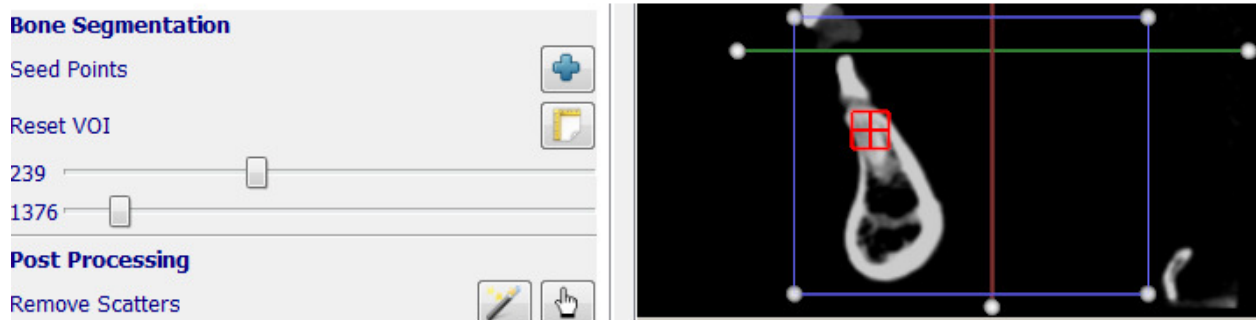 Bone Segmentation
Seed Points
Reset VOI
239
1376
Post Processing
Remove Scatters